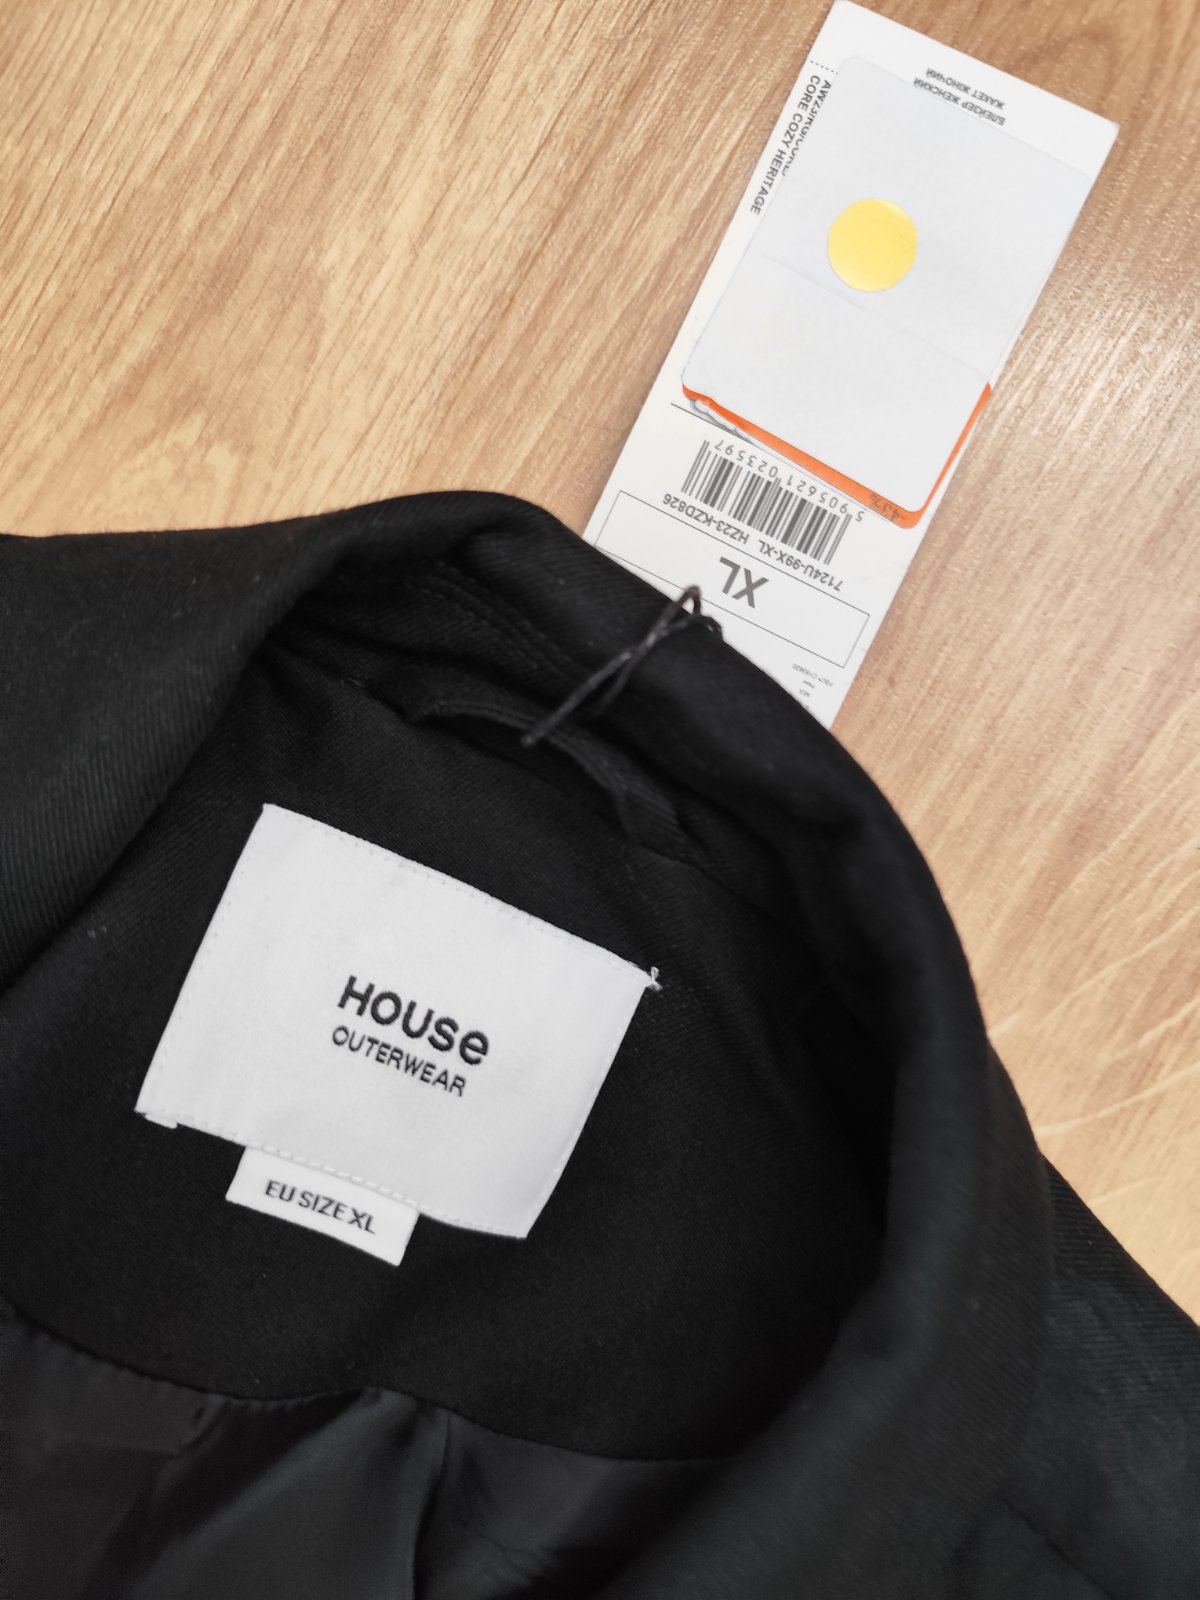 HOUSE
OUTERWEAR
EU SIZE XL
XL
7124U-99X-XL HZ23-KZD826
5 905621 023597
CORE COZY HERITAGE
БЛЕЙЗЕР ЖЕНСКИЙ
ЖАКЕТ ЖІНОЧИЙ